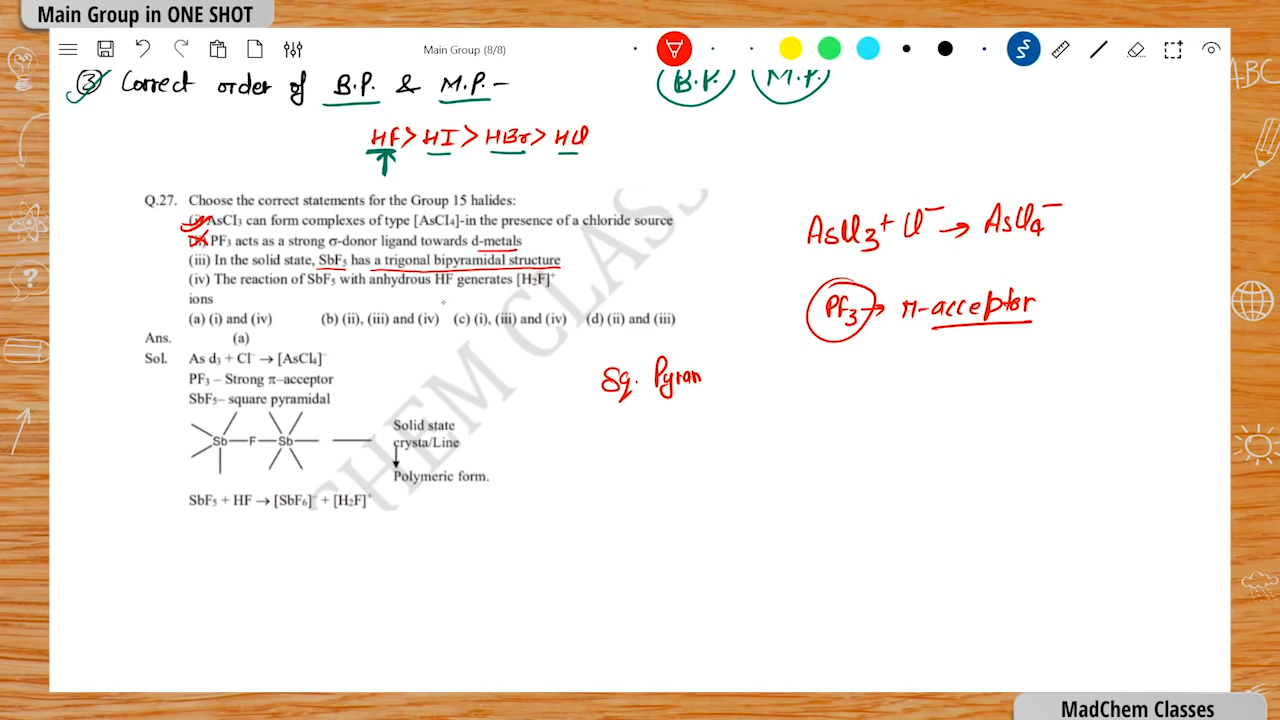 Main Group in ONE SHOT
Main Group (8/8)
③ Correct order of B.P. & M.P. -
B.P. M.P.
HF > HI > HBr > HCl
Q.27. Choose the correct statements for the Group 15 halides:
(i) AsCl₃ can form complexes of type [AsCl₄]-in the presence of a chloride source
PF₃ acts as a strong σ-donor ligand towards d-metals
(iii) In the solid state, SbF₅ has a trigonal bipyramidal structure
(iv) The reaction of SbF₅ with anhydrous HF generates [H₂F]⁺
ions
(a) (i) and (iv) (b) (ii), (iii) and (iv) (c) (i), (iii) and (iv) (d) (ii) and (iii)
Ans. (a)
Sol. As d₃ + Cl⁻ → [AsCl₄]⁻
PF₃ – Strong π–acceptor
SbF₅– square pyramidal
Sb F Sb
Solid state
crysta/Line
Polymeric form.
SbF₅ + HF → [SbF₆]⁻ + [H₂F]⁺
AsCl₃ + Cl⁻ → AsCl₄⁻
PF₃ → π-acceptor
Sq. Pyram
CHEM CLASS
ABC
MadChem Classes